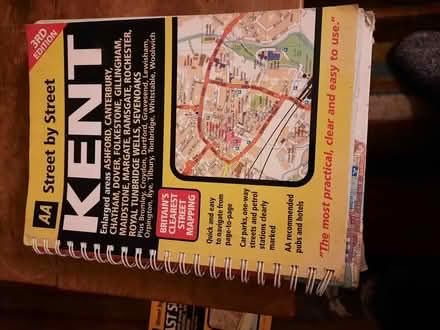 3RD
EDITION
AA Street by Street
KENT
Enlarged areas ASHFORD, CANTERBURY,
CHATHAM, DOVER, FOLKESTONE, GILLINGHAM,
MAIDSTONE, MARGATE, RAMSGATE, ROCHESTER,
ROYAL TUNBRIDGE WELLS, SEVENOAKS
Plus Bromley, Croydon, Dartford, Gravesend, Lewisham,
Orpington, Rye, Tilbury, Tonbridge, Whitstable, Woolwich
BRITAIN'S
CLEAREST
STREET
MAPPING
Quick and easy
to navigate from
page-to-page
Car parks, one-way
streets and petrol
stations clearly
marked
AA recommended
pubs and hotels
"The most practical, clear and easy to use."